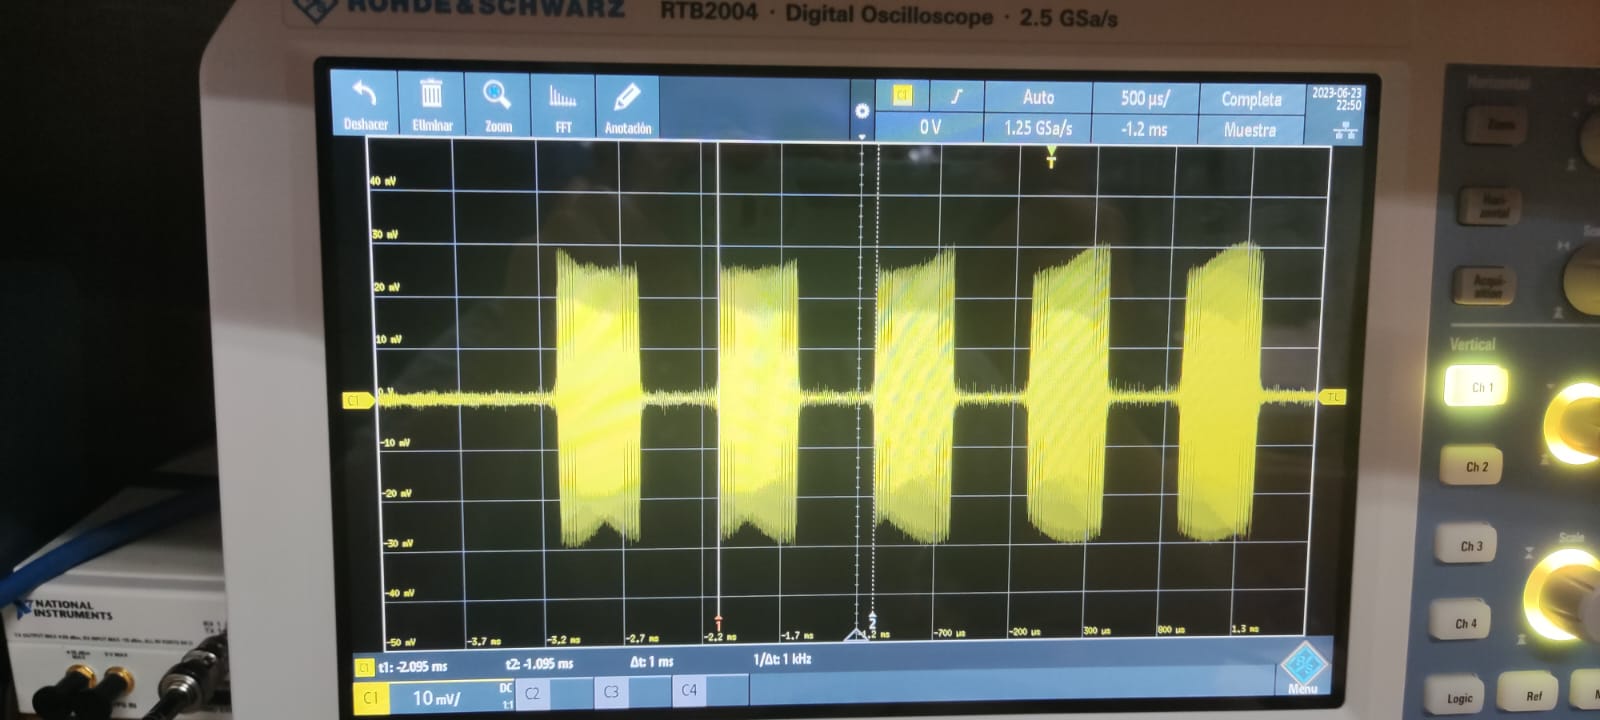 ROHDE&SCHWARZ RTB2004 · Digital Oscilloscope · 2.5 GSa/s
Deshacer Eliminar Zoom FFT Anotación
C1 Auto 500 µs/ Completa 2023-06-23
0 V 1.25 GSa/s -1.2 ms Muestra 22:50
T
40 mV
30 mV
20 mV
10 mV
0 V
C1 TL
-10 mV
-20 mV
-30 mV
-40 mV
-50 mV
1 2
-3,7 ms -3,2 ms -2,7 ms -2,2 ms -1,7 ms -1,2 ms -700 µs -200 µs 300 µs 800 µs 1.3 ms
C1 t1: -2.095 ms t2: -1.095 ms Δt: 1 ms 1/Δt: 1 kHz
C1 10 mV/ DC 1:1 C2 C3 C4
Menu
Horizontal
Zoom
Hori-
zontal
Vertical
Ch 1
Ch 2
Ch 3
Scale
Ch 4
Logic Ref
NATIONAL
INSTRUMENTS